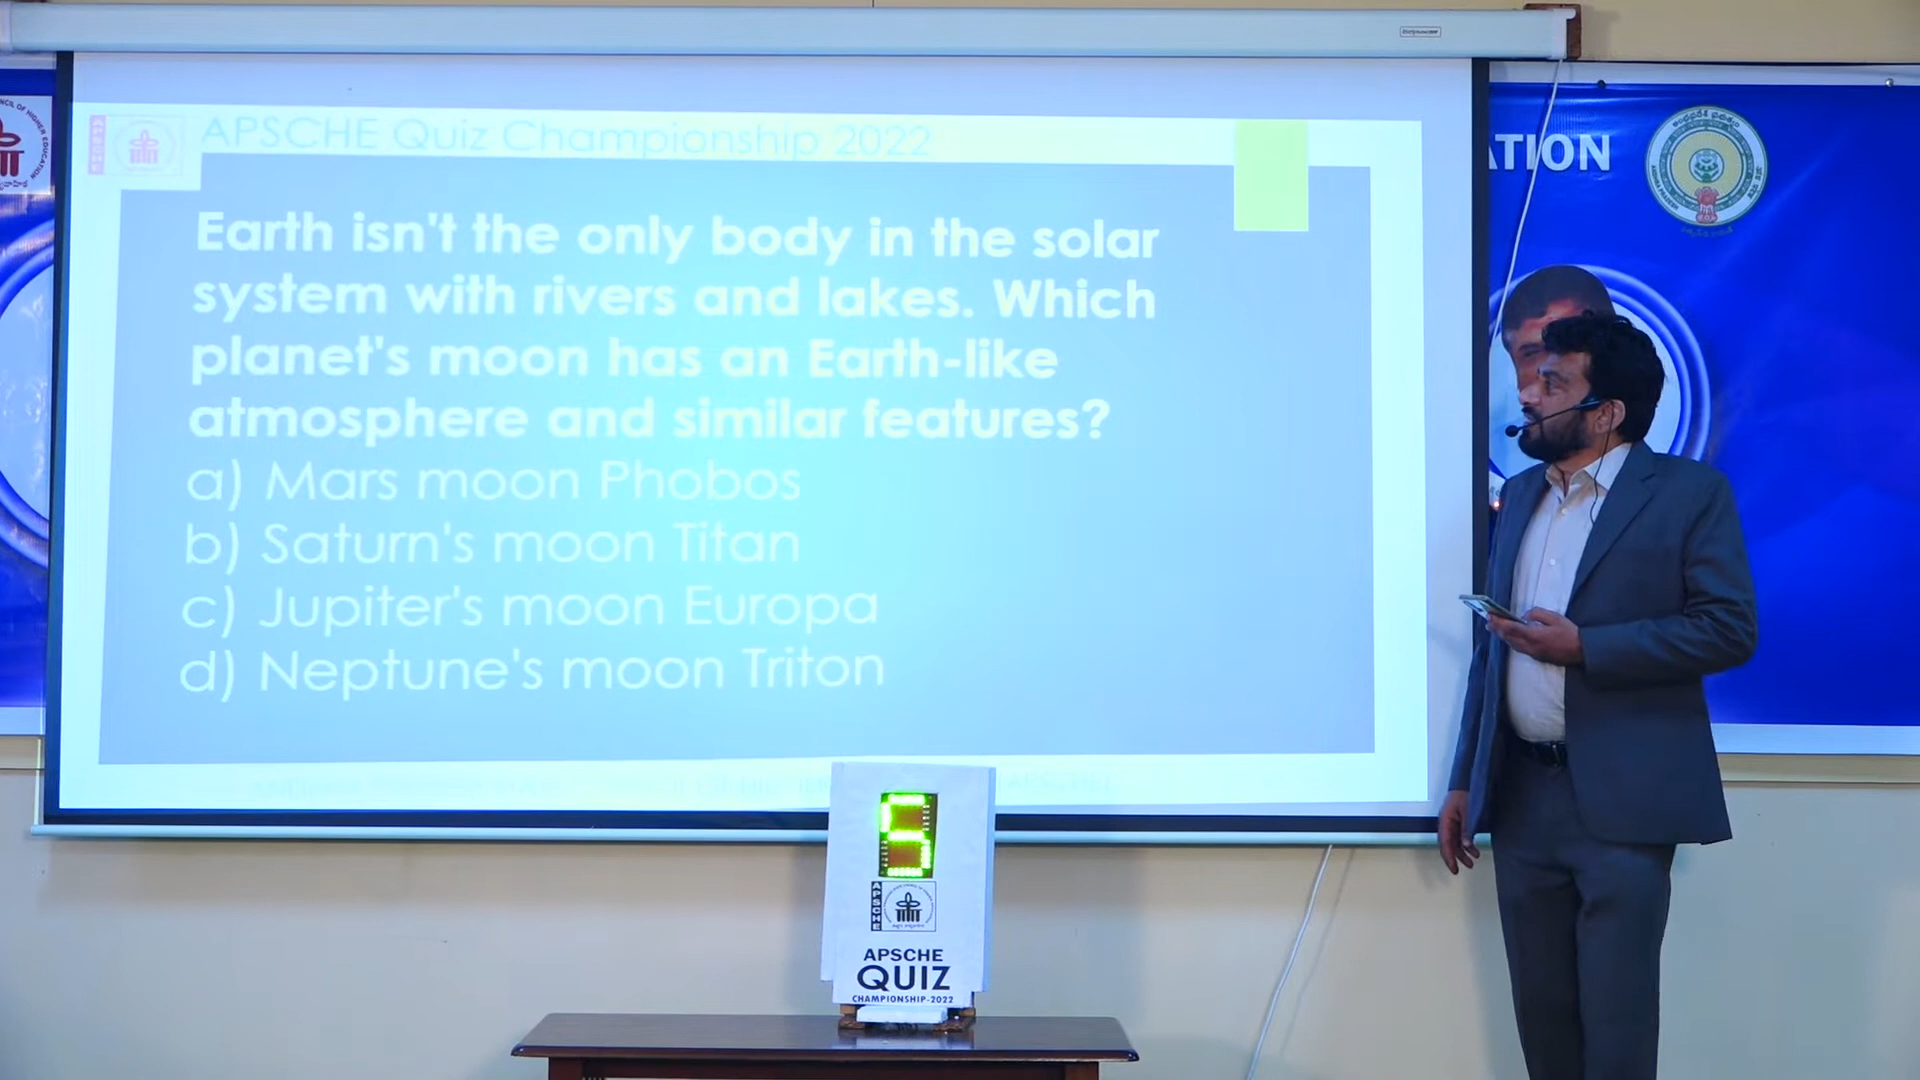 APSCHE Quiz Championship 2022
Earth isn't the only body in the solar
system with rivers and lakes. Which
planet's moon has an Earth-like
atmosphere and similar features?
a) Mars moon Phobos
b) Saturn's moon Titan
c) Jupiter's moon Europa
d) Neptune's moon Triton
ATION
5
APSCHE
APSCHE
QUIZ
CHAMPIONSHIP-2022